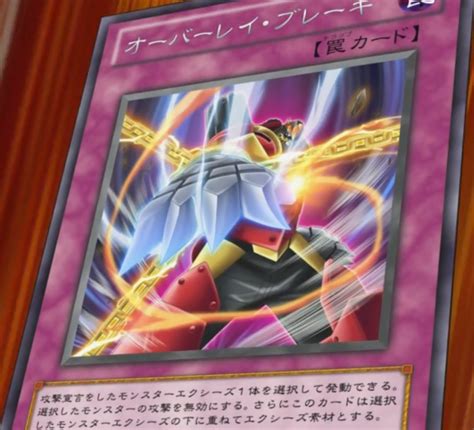 オーバーレイ・ブレーキ
罠
【罠カード】
攻撃宣言をしたモンスターエクシーズ１体を選択して発動できる。
選択したモンスターの攻撃を無効にする。さらにこのカードは選択
したモンスターエクシーズの下に重ねてエクシーズ素材とする。